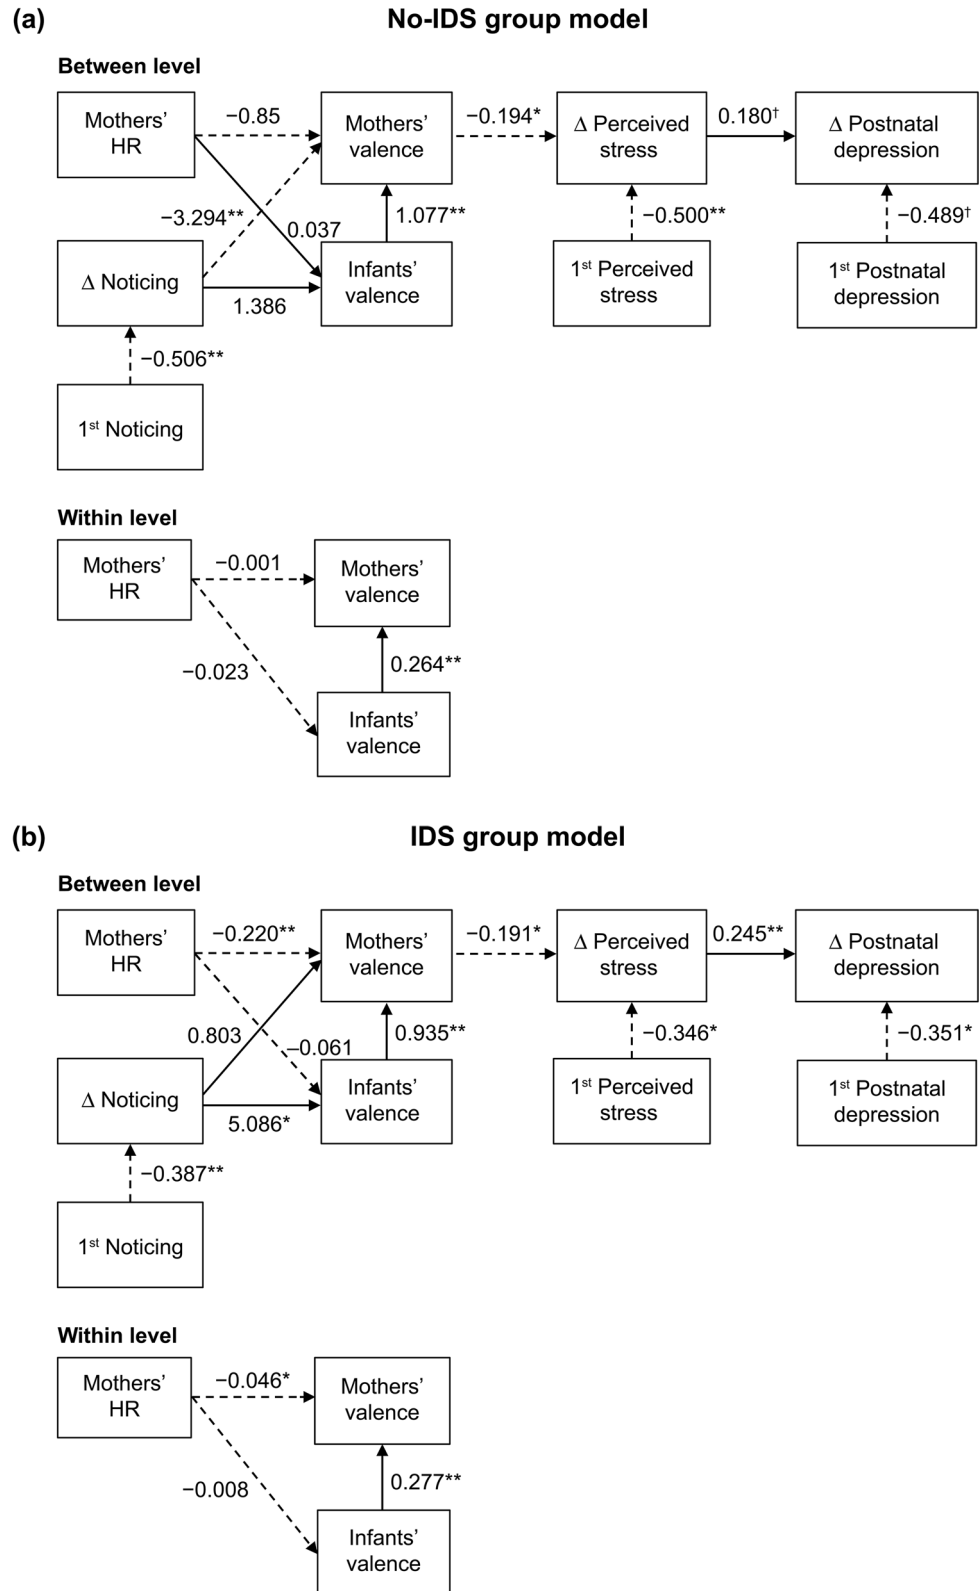 (a)
No-IDS group model
Between level
Mothers’
HR
−0.85
Mothers’
valence
−0.194*
Δ Perceived
stress
0.180†
Δ Postnatal
depression
−3.294**
0.037
1.077**
−0.500**
−0.489†
Δ Noticing
1.386
Infants’
valence
1st Perceived
stress
1st Postnatal
depression
−0.506**
1st Noticing
Within level
Mothers’
HR
−0.001
Mothers’
valence
−0.023
0.264**
Infants’
valence
(b)
IDS group model
Between level
Mothers’
HR
−0.220**
Mothers’
valence
−0.191*
Δ Perceived
stress
0.245**
Δ Postnatal
depression
0.803
–0.061
0.935**
−0.346*
−0.351*
Δ Noticing
5.086*
Infants’
valence
1st Perceived
stress
1st Postnatal
depression
−0.387**
1st Noticing
Within level
Mothers’
HR
−0.046*
Mothers’
valence
−0.008
0.277**
Infants’
valence